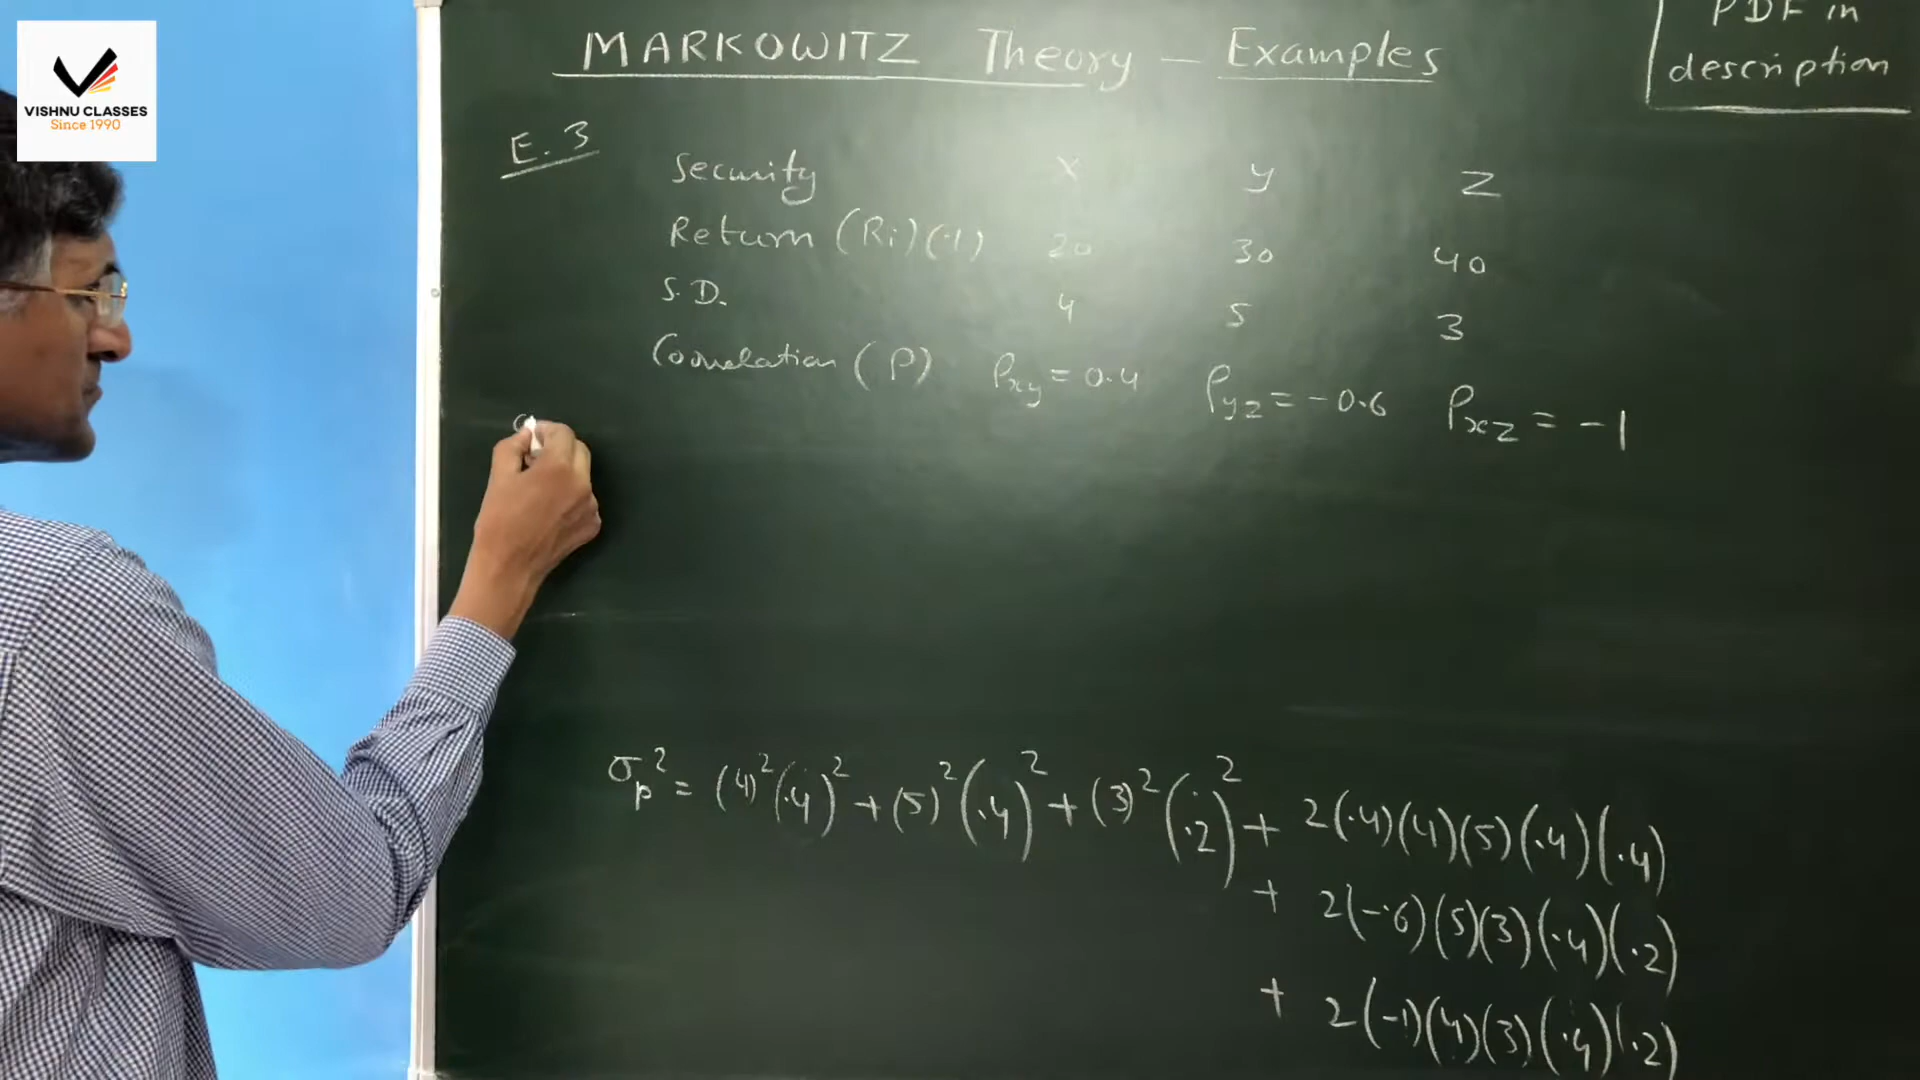 VISHNU CLASSES
Since 1990
MARKOWITZ Theory - Examples
PDF in
description
E.3
Security X y Z
Return (Ri)(%) 20 30 40
S.D. 4 5 3
Correlation (P) Pxy = 0.4 Pyz = -0.6 Pxz = -1
σp² = (4)²(.4)² + (5)²(.4)² + (3)²(.2)² + 2(.4)(4)(5)(.4)(.4)
+ 2(-.6)(5)(3)(.4)(.2)
+ 2(-1)(4)(3)(.4)(.2)